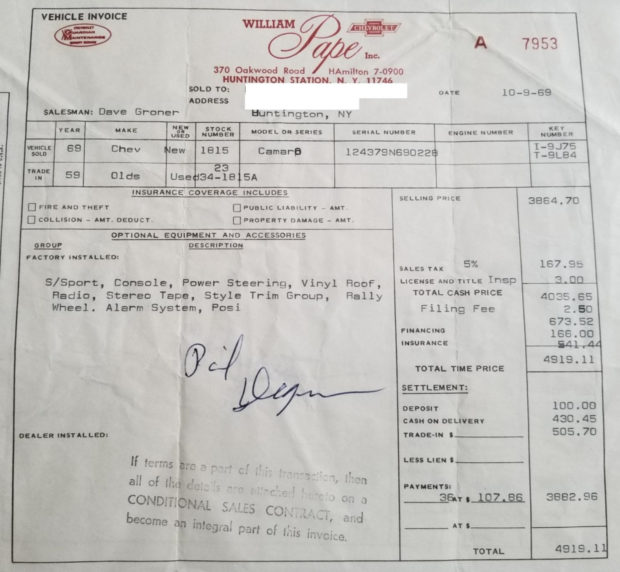 VEHICLE INVOICE
CHEVROLET
GUARDIAN
MAINTENANCE
WILLIAM
CHEVROLET
Pape Inc.
A 7953
370 Oakwood Road HAmilton 7-0900
HUNTINGTON STATION, N. Y. 11746
SOLD TO:
ADDRESS
DATE 10-9-69
SALESMAN: Dave Groner Huntington, NY
YEAR MAKE NEW OR USED STOCK NUMBER MODEL OR SERIES SERIAL NUMBER ENGINE NUMBER KEY NUMBER
VEHICLE SOLD 69 Chev New 1815 Camaro 124379N690228 I-9J75
T-9L84
TRADE IN 59 Olds Used 23
34-1815A
INSURANCE COVERAGE INCLUDES
FIRE AND THEFT PUBLIC LIABILITY - AMT.
COLLISION - AMT. DEDUCT. PROPERTY DAMAGE - AMT.
OPTIONAL EQUIPMENT AND ACCESSORIES
GROUP DESCRIPTION
FACTORY INSTALLED:
S/Sport, Console, Power Steering, Vinyl Roof,
Radio, Stereo Tape, Style Trim Group, Rally
Wheel. Alarm System, Posi
DEALER INSTALLED:
If terms are a part of this transaction, then
all of the details are attached hereto on a
CONDITIONAL SALES CONTRACT, and
become an integral part of this invoice.
SELLING PRICE 3864.70
SALES TAX 5% 167.95
LICENSE AND TITLE Insp 3.00
TOTAL CASH PRICE 4035.65
Filing Fee 2.50
673.52
FINANCING 166.00
INSURANCE 841.44
4919.11
TOTAL TIME PRICE
SETTLEMENT:
DEPOSIT 100.00
CASH ON DELIVERY 430.45
TRADE-IN $ 505.70
LESS LIEN $
PAYMENTS:
36 AT $ 107.86 3882.96
AT $
TOTAL 4919.11